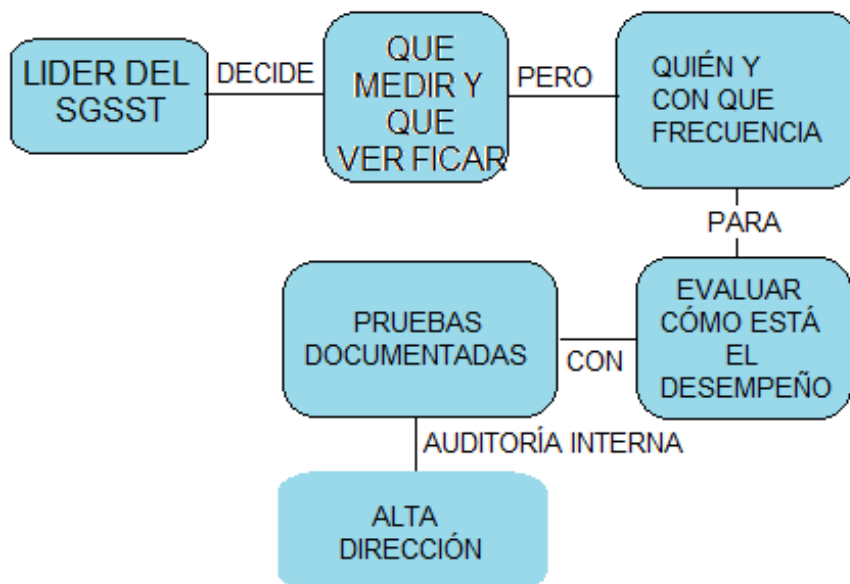 LIDER DEL
SGSST
DECIDE
QUE
MEDIR Y
QUE
VER FICAR
PERO
QUIÉN Y
CON QUE
FRECUENCIA
PARA
EVALUAR
CÓMO ESTÁ
EL
DESEMPEÑO
CON
PRUEBAS
DOCUMENTADAS
AUDITORÍA INTERNA
ALTA
DIRECCIÓN